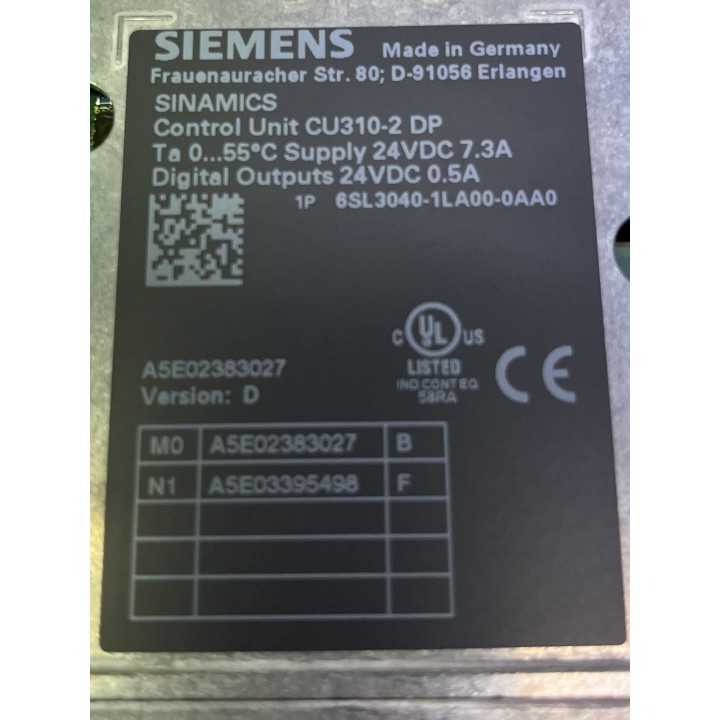 SIEMENS Made in Germany
Frauenauracher Str. 80; D-91056 Erlangen
SINAMICS
Control Unit CU310-2 DP
Ta 0...55°C Supply 24VDC 7.3A
Digital Outputs 24VDC 0.5A
1P 6SL3040-1LA00-0AA0
C UL US
LISTED
IND CONT EQ
58RA
CE
A5E02383027
Version: D
M0 A5E02383027 B
N1 A5E03395498 F